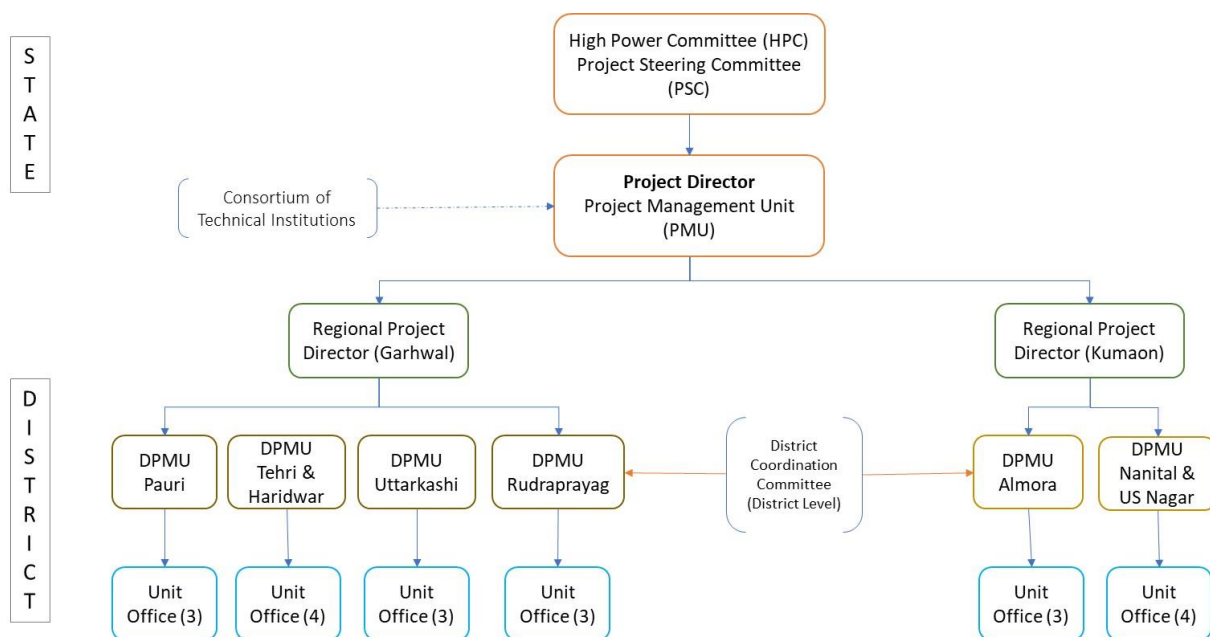 STATE
High Power Committee (HPC)
Project Steering Committee
(PSC)
Project Director
Project Management Unit
(PMU)
Consortium of
Technical Institutions
Regional Project
Director (Garhwal)
Regional Project
Director (Kumaon)
DISTRICT
DPMU
Pauri
DPMU
Tehri &
Haridwar
DPMU
Uttarkashi
DPMU
Rudraprayag
District
Coordination
Committee
(District Level)
DPMU
Almora
DPMU
Nanital &
US Nagar
Unit
Office (3)
Unit
Office (4)
Unit
Office (3)
Unit
Office (3)
Unit
Office (3)
Unit
Office (4)